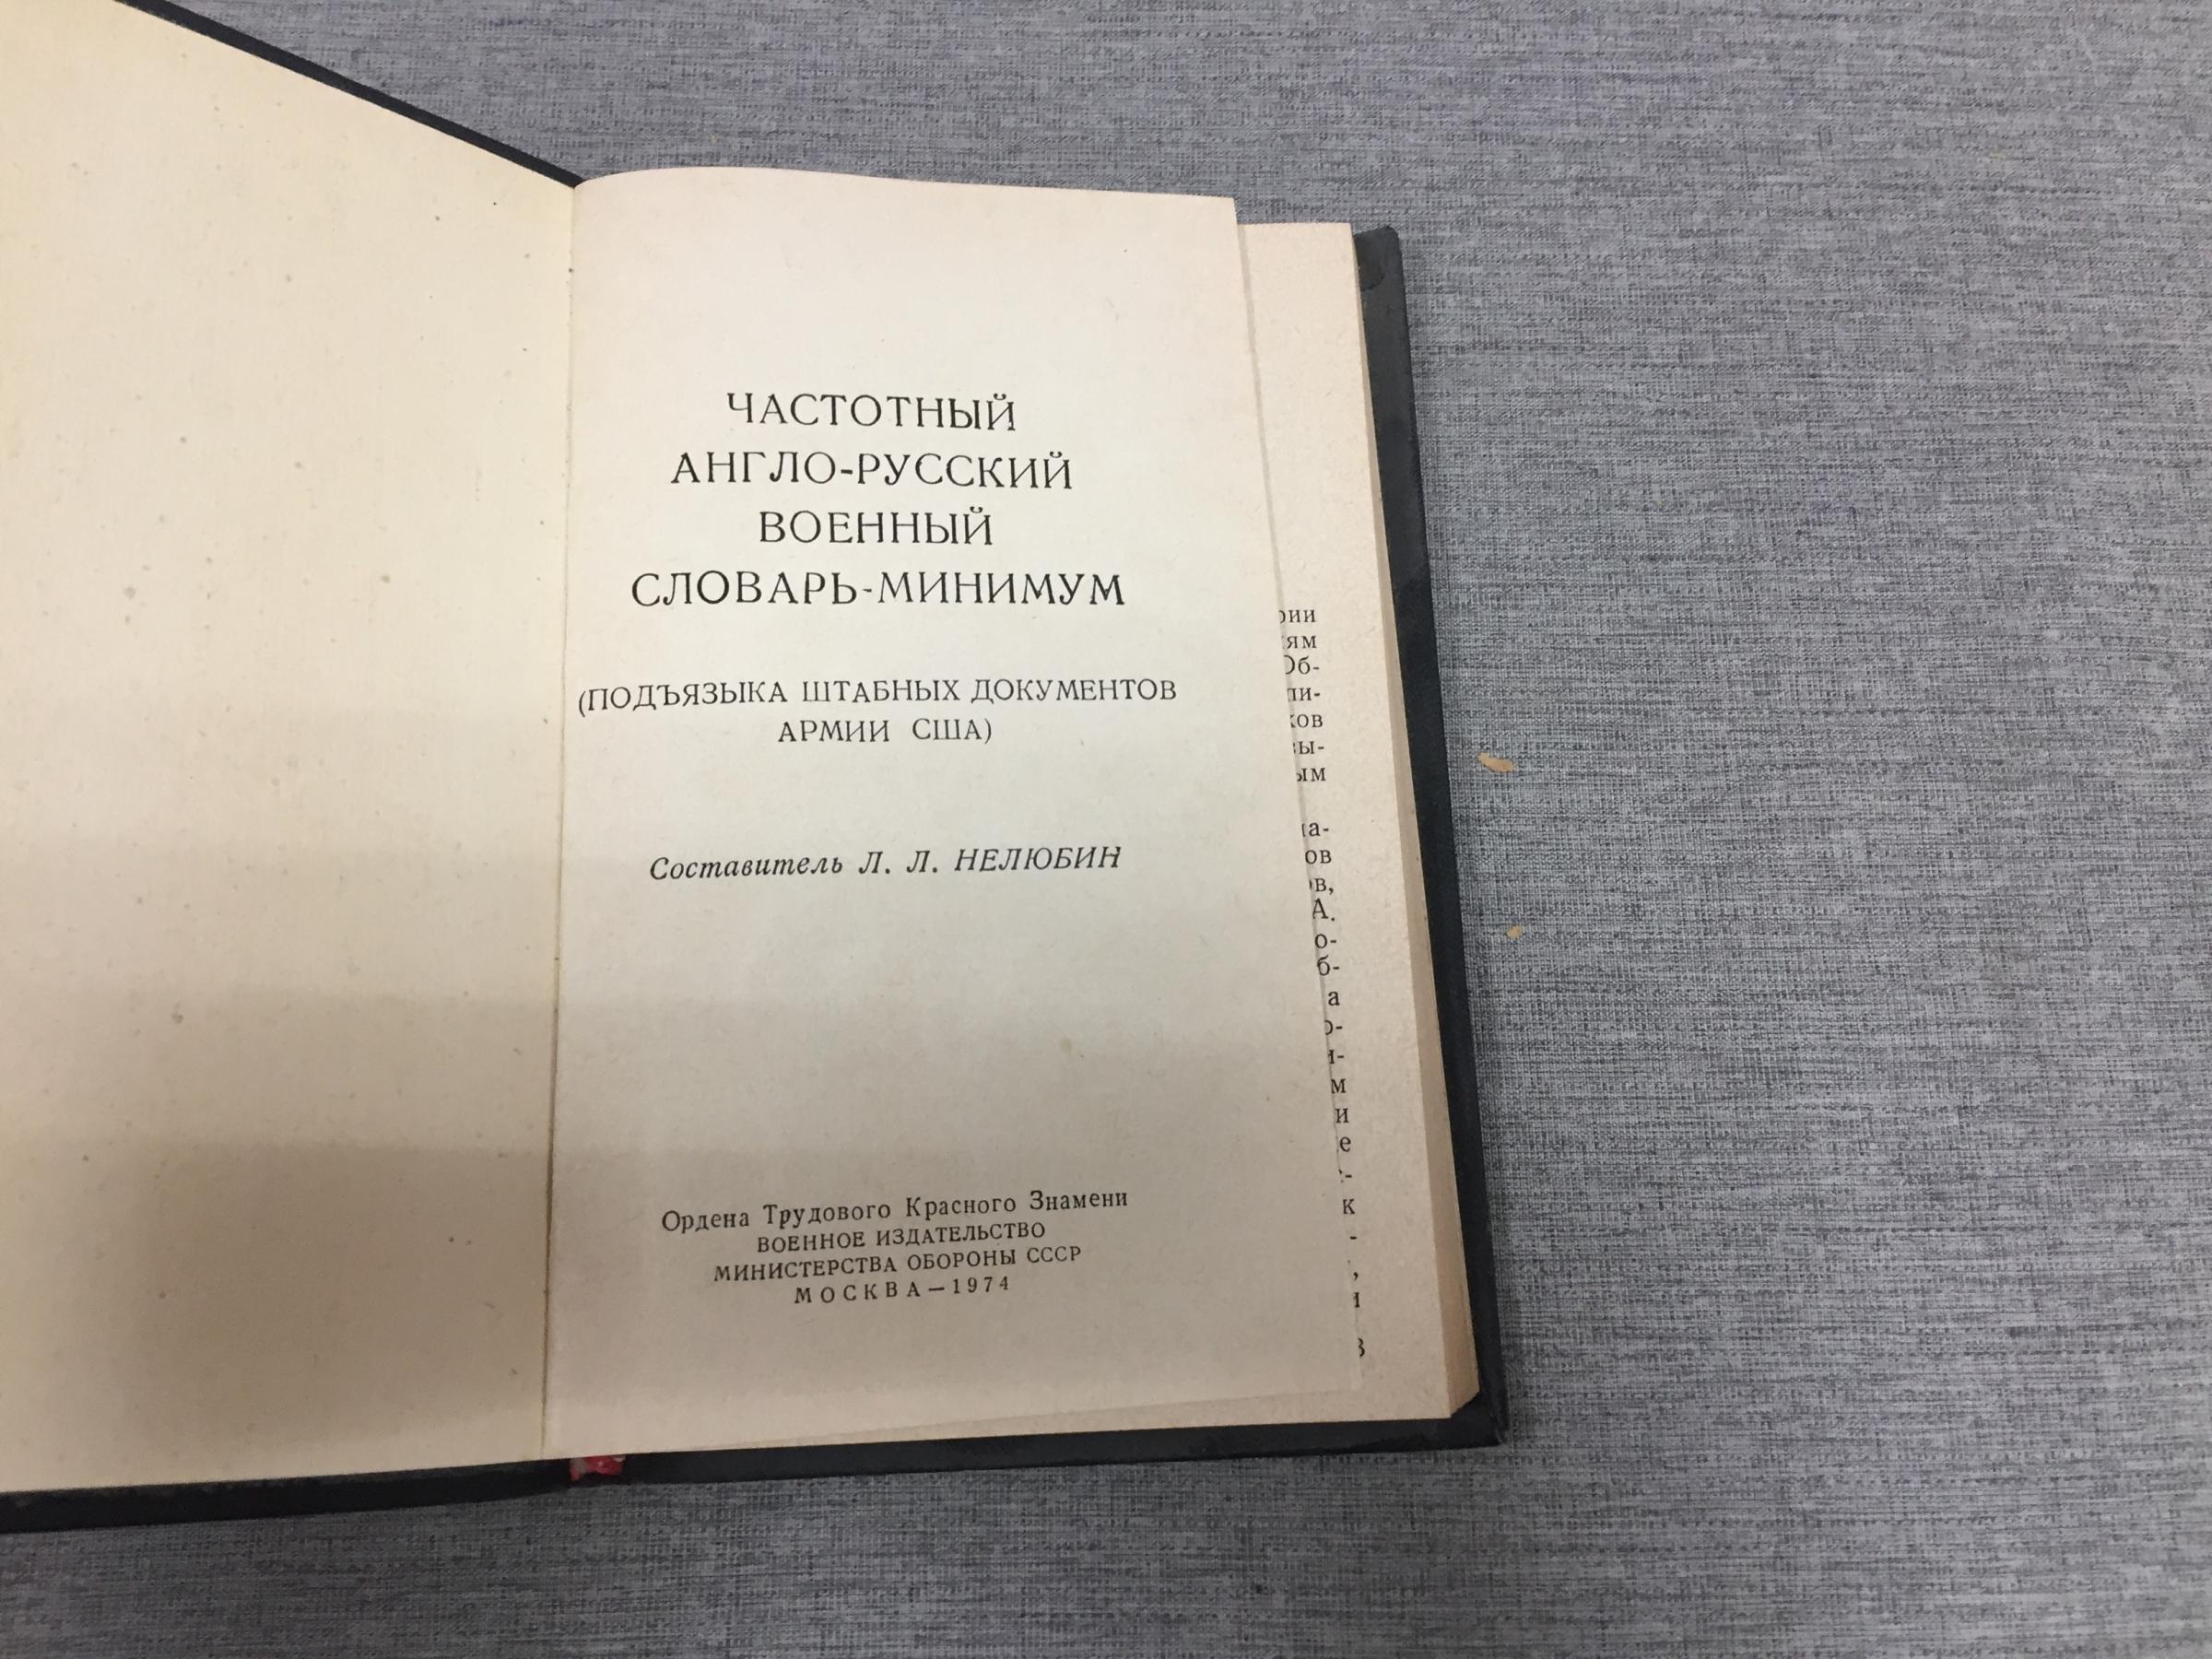 ЧАСТОТНЫЙ
АНГЛО-РУССКИЙ
ВОЕННЫЙ
СЛОВАРЬ-МИНИМУМ
(ПОДЪЯЗЫКА ШТАБНЫХ ДОКУМЕНТОВ
АРМИИ США)
Составитель Л. Л. НЕЛЮБИН
Ордена Трудового Красного Знамени
ВОЕННОЕ ИЗДАТЕЛЬСТВО
МИНИСТЕРСТВА ОБОРОНЫ СССР
МОСКВА—1974